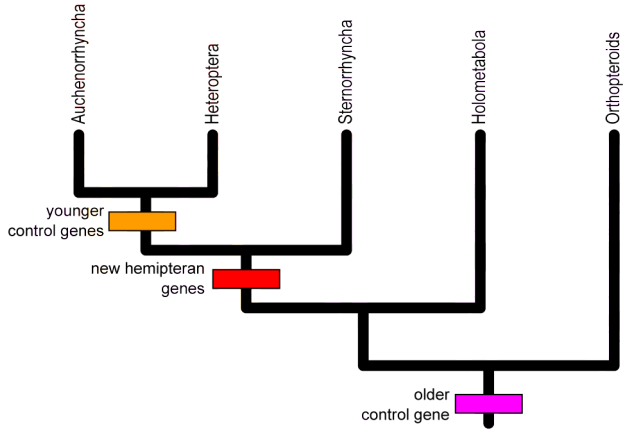 Auchenorrhyncha
Heteroptera
Sternorrhyncha
Holometabola
Orthopteroids
younger
control genes
new hemipteran
genes
older
control gene